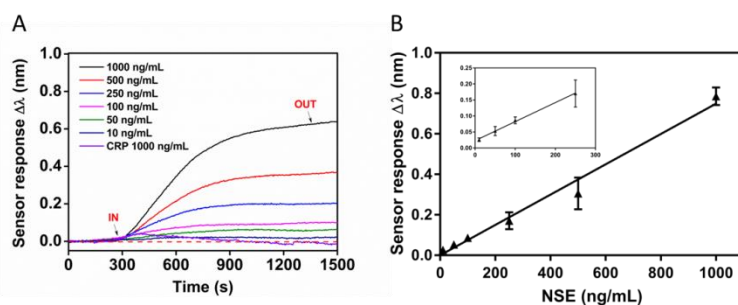 A
Sensor response Δλ (nm)
1.0
0.8
0.6
0.4
0.2
0.0
1000 ng/mL
500 ng/mL
250 ng/mL
100 ng/mL
50 ng/mL
10 ng/mL
CRP 1000 ng/mL
IN
OUT
0 300 600 900 1200 1500
Time (s)
B
Sensor response Δλ (nm)
1.0
0.8
0.6
0.4
0.2
0.0
0.25
0.20
0.15
0.10
0.05
0.00
0 100 200 300
0 200 400 600 800 1000
NSE (ng/mL)